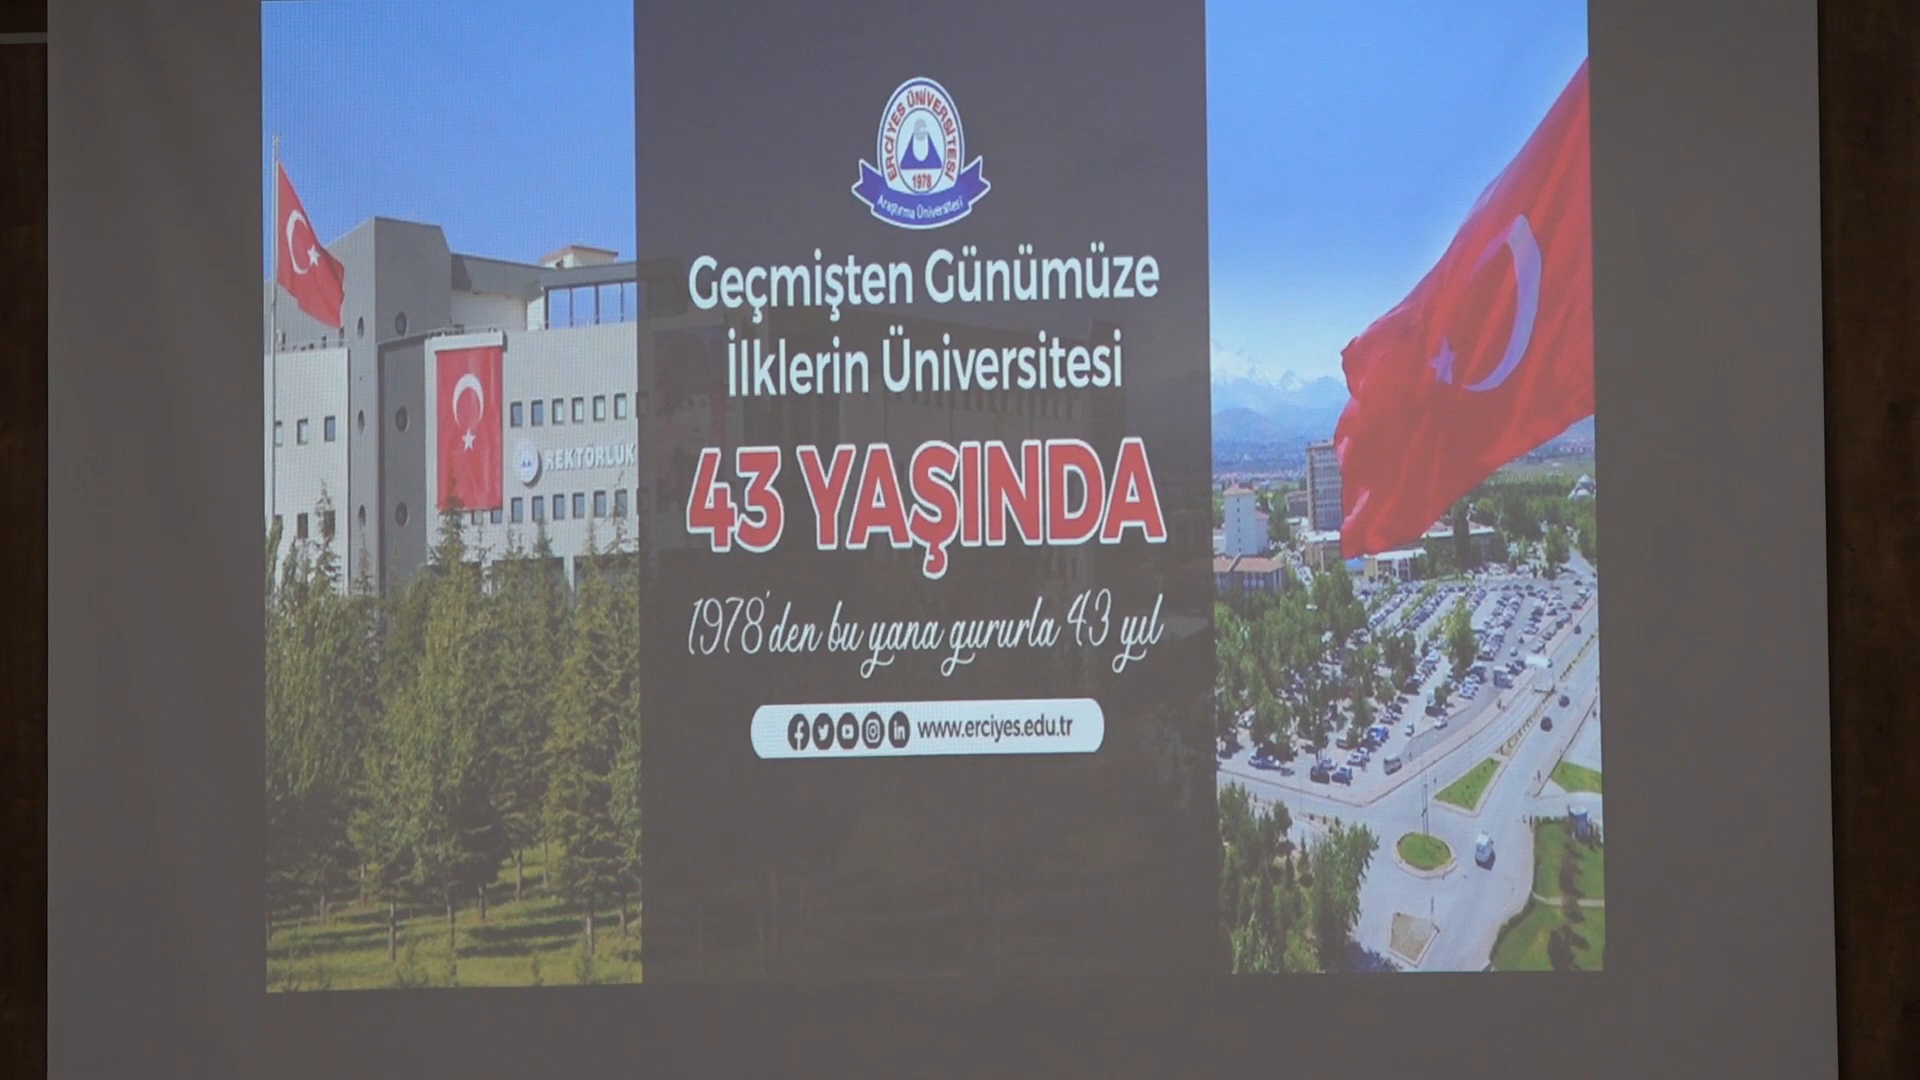 ERCİYES ÜNİVERSİTESİ
1978
Araştırma Üniversitesi
Geçmişten Günümüze
İlklerin Üniversitesi
43 YAŞINDA
1978'den bu yana gururla 43 yıl
www.erciyes.edu.tr
REKTÖRLÜK